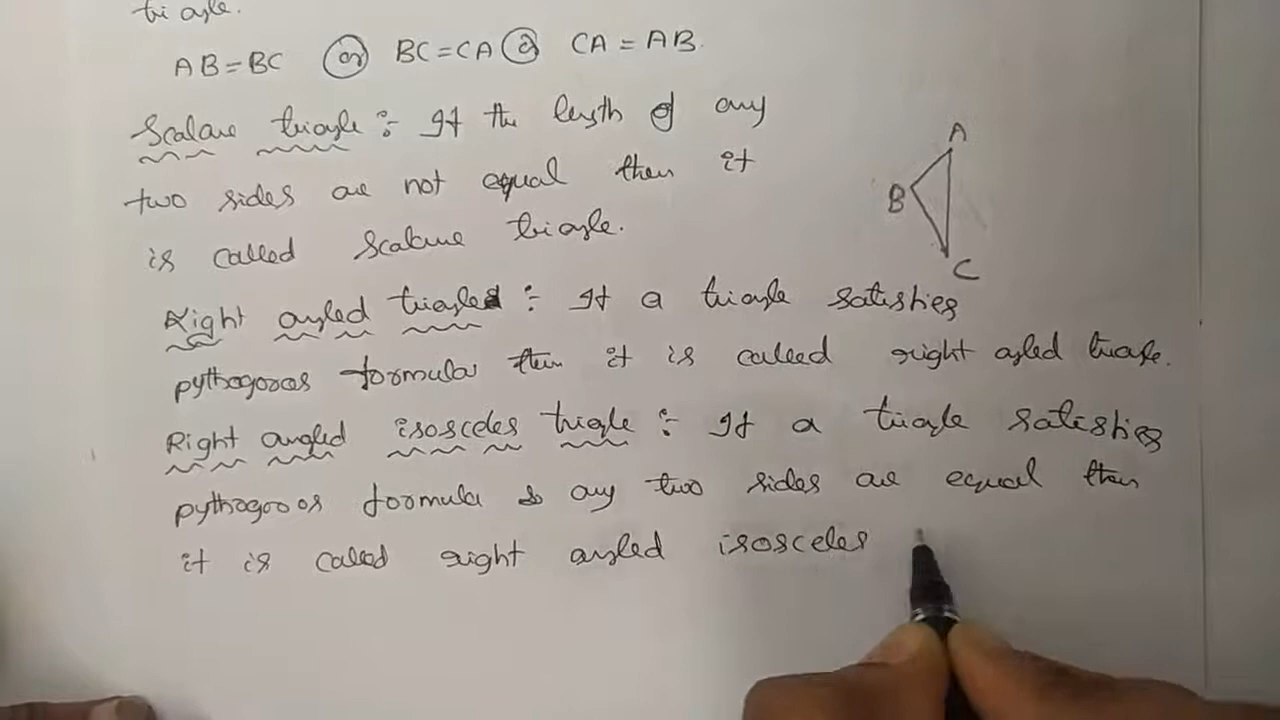 triangle.
AB=BC or BC=CA or CA=AB.
Scalane triangle :- If the length of any
two sides are not equal then it
is called Scalane triangle.
A
B
C
Right angled triangle :- If a triangle satisfies
pythagoras formula then it is called right angled triangle.
Right angled isosceles triangle :- If a triangle satisfies
pythagoras formula & any two sides are equal then
it is called right angled isosceles